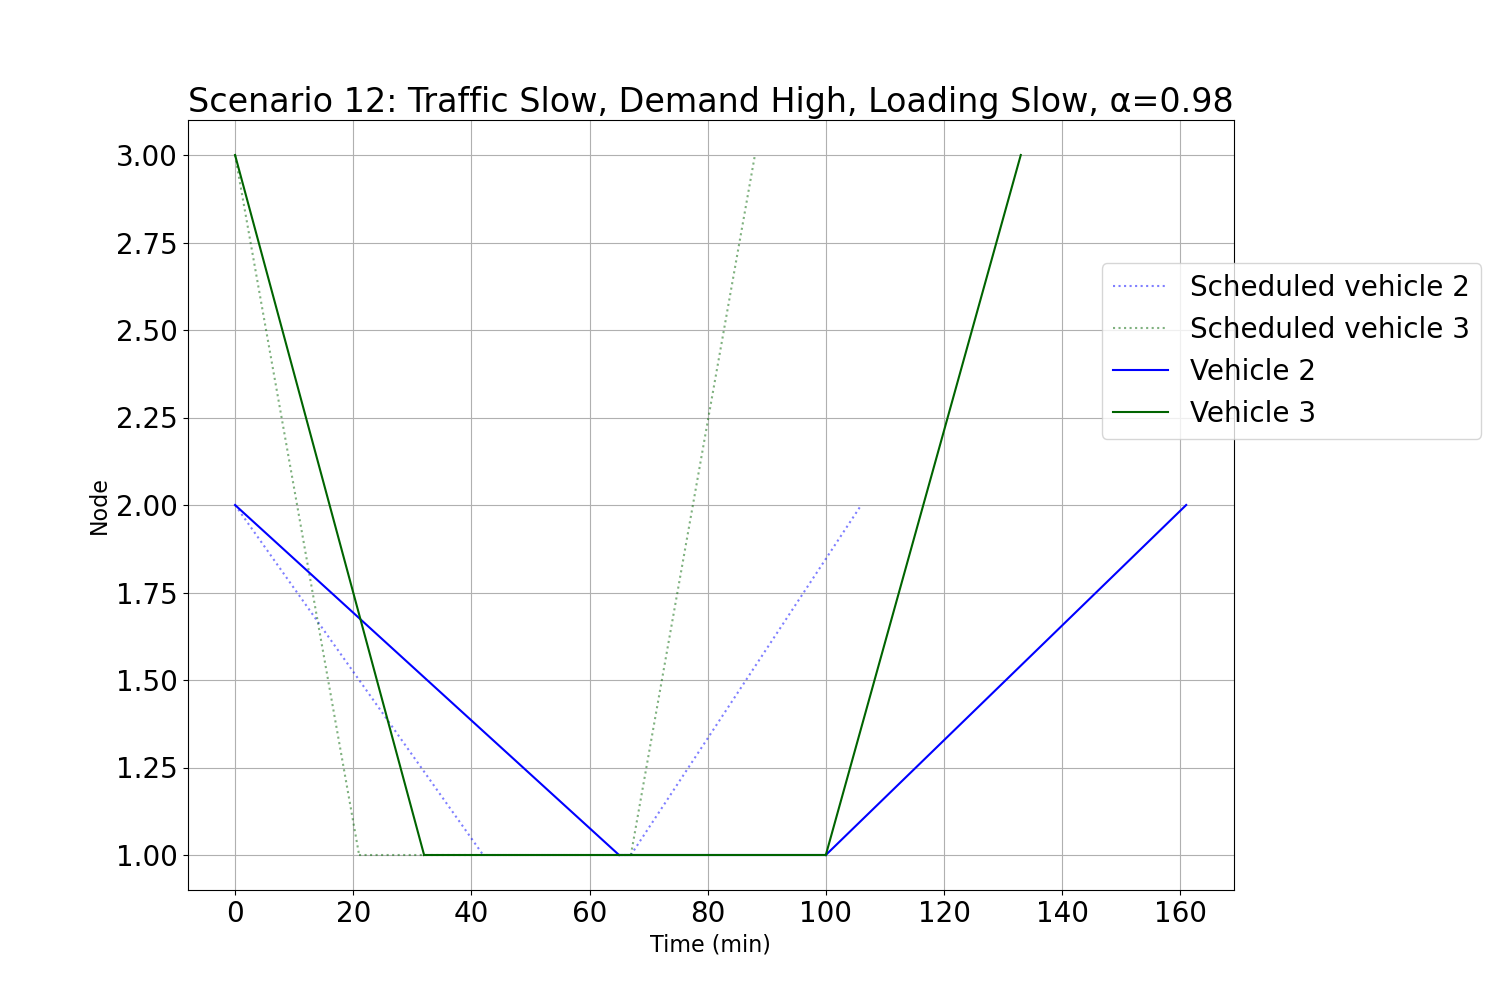 Scenario 12: Traffic Slow, Demand High, Loading Slow, α=0.98
3.00
2.75
2.50
2.25
2.00
1.75
1.50
1.25
1.00
Node
0 20 40 60 80 100 120 140 160
Time (min)
Scheduled vehicle 2
Scheduled vehicle 3
Vehicle 2
Vehicle 3